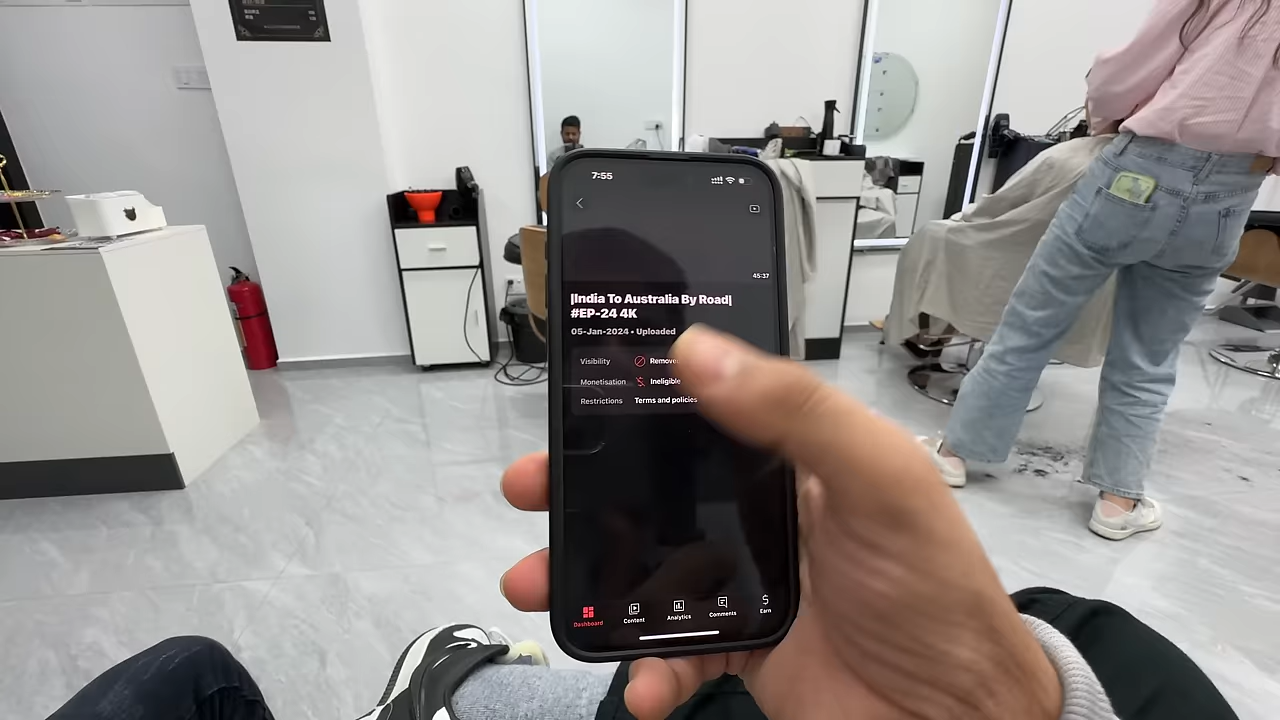 7:55
45:37
|India To Australia By Road|
#EP-24 4K
05-Jan-2024 • Uploaded
Visibility
Monetisation Ineligible
Restrictions Terms and policies
Dashboard Content Analytics Comments Earn